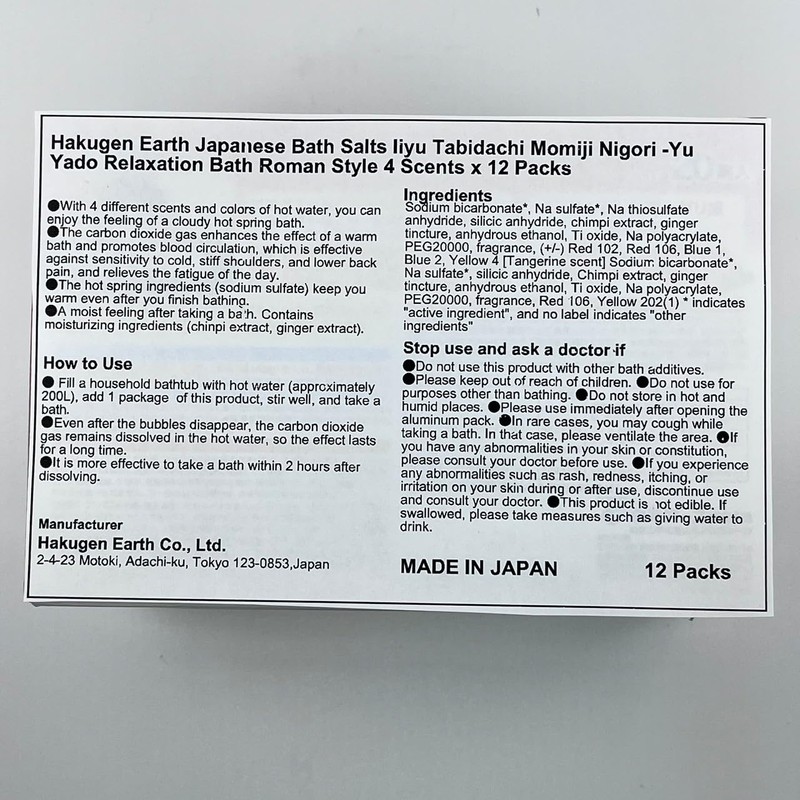 Hakugen Earth Japanese Bath Salts Iiyu Tabidachi Momiji Nigori -Yu
Yado Relaxation Bath Roman Style 4 Scents x 12 Packs
●With 4 different scents and colors of hot water, you can
enjoy the feeling of a cloudy hot spring bath.
●The carbon dioxide gas enhances the effect of a warm
bath and promotes blood circulation, which is effective
against sensitivity to cold, stiff shoulders, and lower back
pain, and relieves the fatigue of the day.
●The hot spring ingredients (sodium sulfate) keep you
warm even after you finish bathing.
●A moist feeling after taking a bath. Contains
moisturizing ingredients (chinpi extract, ginger extract).
How to Use
● Fill a household bathtub with hot water (approximately
200L), add 1 package of this product, stir well, and take a
bath.
●Even after the bubbles disappear, the carbon dioxide
gas remains dissolved in the hot water, so the effect lasts
for a long time.
●It is more effective to take a bath within 2 hours after
dissolving.
Manufacturer
Hakugen Earth Co., Ltd.
2-4-23 Motoki, Adachi-ku, Tokyo 123-0853,Japan
Ingredients
Sodium bicarbonate*, Na sulfate*, Na thiosulfate
anhydride, silicic anhydride, chimpi extract, ginger
tincture, anhydrous ethanol, Ti oxide, Na polyacrylate,
PEG20000, fragrance, (+/-) Red 102, Red 106, Blue 1,
Blue 2, Yellow 4 [Tangerine scent] Sodium bicarbonate*,
Na sulfate*, silicic anhydride, Chimpi extract, ginger
tincture, anhydrous ethanol, Ti oxide, Na polyacrylate,
PEG20000, fragrance, Red 106, Yellow 202(1) * indicates
"active ingredient", and no label indicates "other
ingredients"
Stop use and ask a doctor if
●Do not use this product with other bath additives.
●Please keep out of reach of children. ●Do not use for
purposes other than bathing. ●Do not store in hot and
humid places. ●Please use immediately after opening the
aluminum pack. ●In rare cases, you may cough while
taking a bath. In that case, please ventilate the area. ●If
you have any abnormalities in your skin or constitution,
please consult your doctor before use. ●If you experience
any abnormalities such as rash, redness, itching, or
irritation on your skin during or after use, discontinue use
and consult your doctor. ●This product is not edible. If
swallowed, please take measures such as giving water to
drink.
MADE IN JAPAN
12 Packs